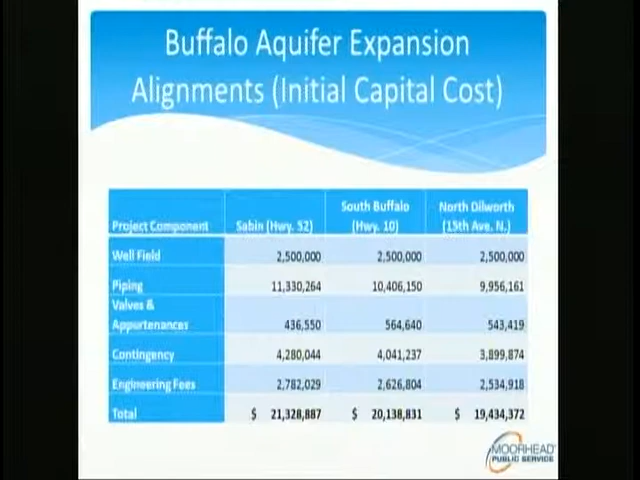 Buffalo Aquifer Expansion
Alignments (Initial Capital Cost)
Project Component Sabin (Hwy. 52) South Buffalo (Hwy. 10) North Dilworth (15th Ave. N.)
Well Field 2,500,000 2,500,000 2,500,000
Piping 11,330,264 10,406,150 9,956,161
Valves & Appurtenances 436,550 564,640 543,419
Contingency 4,280,044 4,041,237 3,899,874
Engineering Fees 2,782,029 2,626,804 2,534,918
Total $ 21,328,887 $ 20,138,831 $ 19,434,372
MOORHEAD
PUBLIC SERVICE